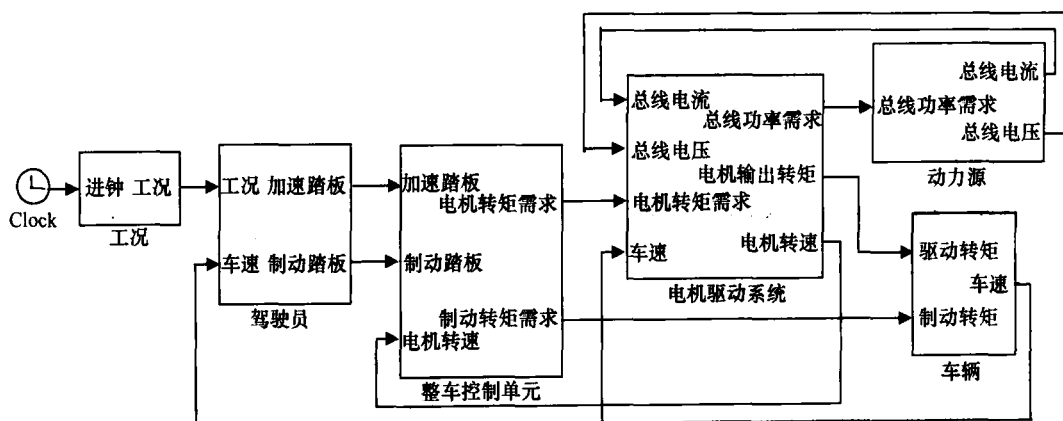 Clock
进钟 工况
工况
工况 加速踏板
车速 制动踏板
驾驶员
加速踏板
电机转矩需求
制动踏板
制动转矩需求
电机转速
整车控制单元
总线电流
总线功率需求
总线电压
电机输出转矩
电机转矩需求
电机转速
车速
电机驱动系统
总线电流
总线功率需求
总线电压
动力源
驱动转矩
车速
制动转矩
车辆